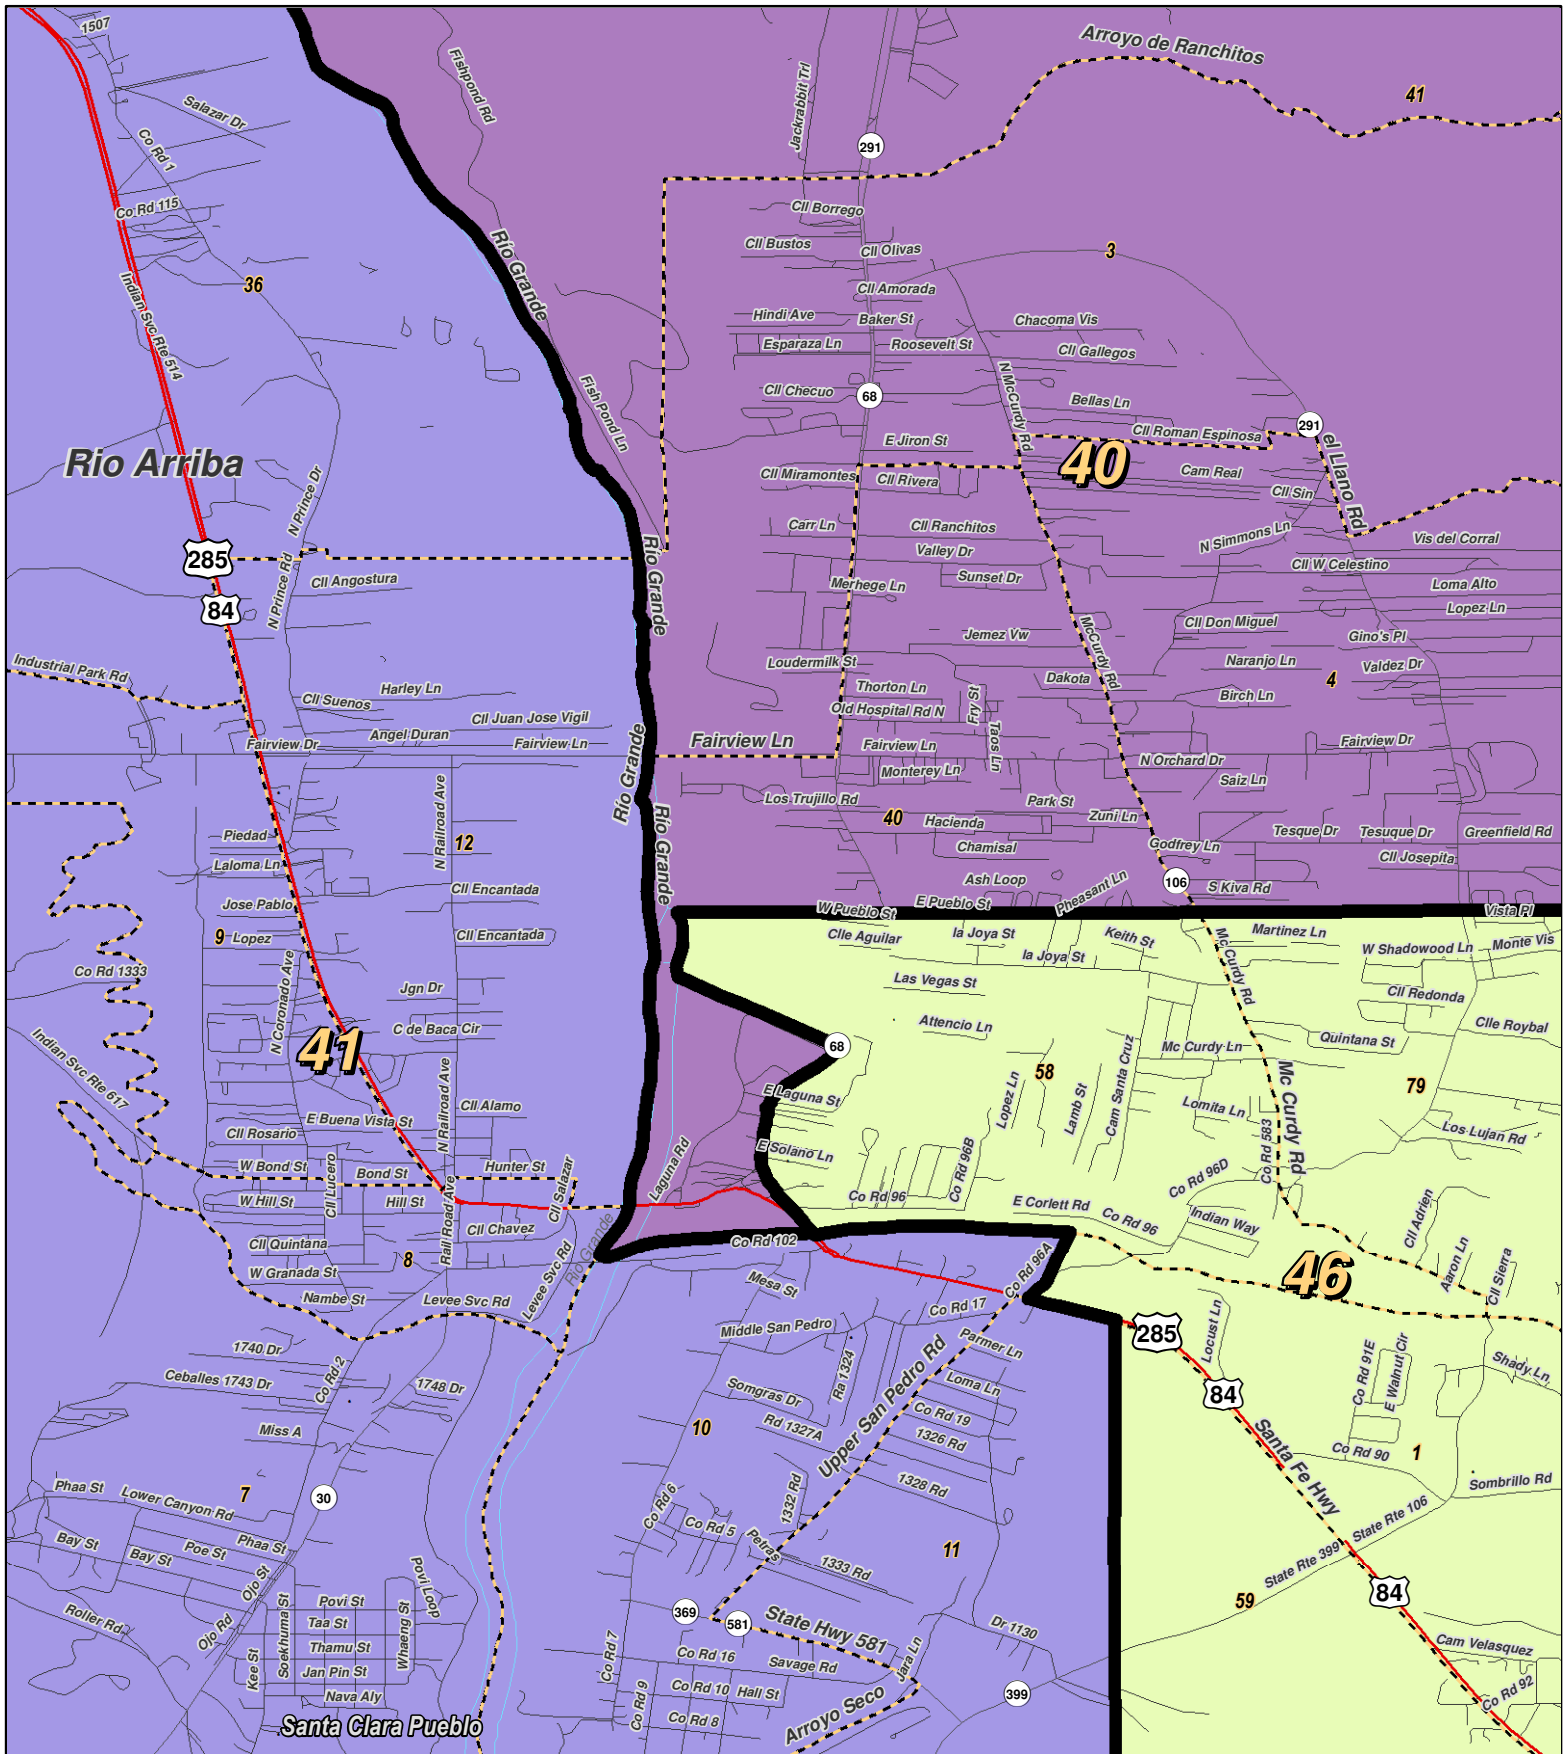 1507
Fishpond Rd
Jackrabbit Trl
Arroyo de Ranchitos
41
Salazar Dr
Co Rd 1
291
Co Rd 115
Cll Borrego
Cll Bustos
Cll Olivas
3
Rio Grande
36
Indian Svc Rte 514
Cll Amorada
Hindi Ave
Baker St
Chacoma Vis
Esparaza Ln
Roosevelt St
Cll Gallegos
Fish Pond Ln
Cll Checuo
68
N McCurdy Rd
Bellas Ln
Cll Roman Espinosa
291
E Jiron St
el Llano Rd
Rio Arriba
40
Cll Miramontes
Cll Rivera
Cam Real
Cll Sin
N Prince Dr
Carr Ln
Cll Ranchitos
N Simmons Ln
Vis del Corral
285
Rio Grande
Valley Dr
Cll W Celestino
Cll Angostura
N Prince Rd
Merhege Ln
Sunset Dr
Loma Alto
84
Lopez Ln
Cll Don Miguel
Jemez Vw
McCurdy Rd
Gino's Pl
Industrial Park Rd
Loudermilk St
Naranjo Ln
Valdez Dr
Dakota
4
Harley Ln
Cll Suenos
Thorton Ln
Birch Ln
Old Hospital Rd N
Fry St
Taos Ln
Cll Juan Jose Vigil
Angel Duran
Fairview Dr
Fairview Ln
Rio Grande
Fairview Ln
Fairview Ln
Fairview Dr
N Orchard Dr
Monterey Ln
Saiz Ln
N Railroad Ave
Los Trujillo Rd
Park St
Zuni Ln
40
Hacienda
Piedad
12
Rio Grande
Tesque Dr
Tesuque Dr
Greenfield Rd
Chamisal
Godfrey Ln
Laloma Ln
Cll Josepita
Cll Encantada
Ash Loop
Pheasant Ln
106
S Kiva Rd
Jose Pablo
W Pueblo St
E Pueblo St
Vista Pl
9
Lopez
Cll Encantada
Clle Aguilar
la Joya St
Keith St
Martinez Ln
Mc Curdy Rd
W Shadowood Ln
Monte Vis
la Joya St
Co Rd 1333
N Coronado Ave
Jgn Dr
Las Vegas St
Cll Redonda
C de Baca Cir
Attencio Ln
Clle Roybal
Quintana St
41
68
Mc Curdy Ln
Indian Svc Rte 617
58
Lopez Ln
Lamb St
Cam Santa Cruz
Mc Curdy Rd
79
N Railroad Ave
Cll Alamo
E Laguna St
Lomita Ln
E Buena Vista St
Cll Rosario
Los Lujan Rd
Co Rd 583
E Solano Ln
W Bond St
Cll Lucero
Bond St
Hunter St
Cll Salazar
Laguna Rd
Co Rd 96B
Co Rd 96D
W Hill St
Hill St
Rail Road Ave
Co Rd 96
E Corlett Rd
Co Rd 96
Indian Way
Cll Adrien
Cll Chavez
Cll Quintana
Rio Grande
Co Rd 102
8
W Granada St
Levee Svc Rd
Co Rd 96A
46
Aaron Ln
Cll Sierra
Nambe St
Levee Svc Rd
Mesa St
Co Rd 17
Locust Ln
Middle San Pedro
285
1740 Dr
Co Rd 2
Parmer Ln
Upper San Pedro Rd
Ra 1324
Co Rd 91E
E Walnut Cir
Shady Ln
Ceballes 1743 Dr
1748 Dr
Somgras Dr
Loma Ln
84
Co Rd 19
Miss A
10
Rd 1327A
1326 Rd
Santa Fe Hwy
Co Rd 90
1
1328 Rd
Phaa St
7
Lower Canyon Rd
30
Co Rd 6
1332 Rd
Sombrillo Rd
State Rte 106
Bay St
Bay St
Poe St
Phaa St
Co Rd 5
Petras
11
1333 Rd
State Rte 399
Ojo St
Povi Loop
59
84
Roller Rd
Ojo Rd
Soekhuma St
Povi St
Taa St
Whaeng St
369
581
State Hwy 581
Dr 1130
Thamu St
Kee St
Jan Pin St
Co Rd 7
Co Rd 16
Savage Rd
Jara Ln
Cam Velasquez
Nava Aly
Co Rd 9
Co Rd 10
Hall St
399
Co Rd 92
Co Rd 8
Arroyo Seco
Santa Clara Pueblo